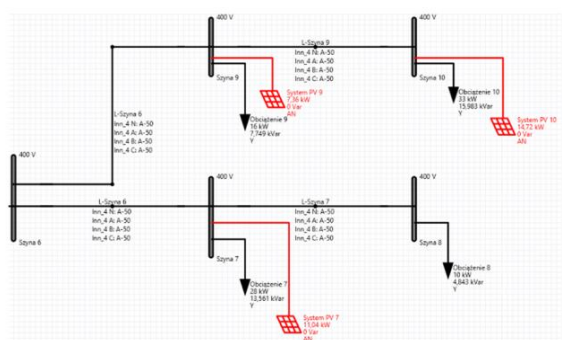 400 V
Szyna 9
System PV 9
7,36 kW
0 Var
AN
Obciążenie 9
16 kW
7,749 kVar
Y
L-Szyna 9
Inn_4 N: A-50
Inn_4 A: A-50
Inn_4 B: A-50
Inn_4 C: A-50
400 V
Szyna 10
Obciążenie 10
33 kW
15,983 kVar
Y
System PV 10
14,72 kW
0 Var
AN
L-Szyna 6
Inn_4 N: A-50
Inn_4 A: A-50
Inn_4 B: A-50
Inn_4 C: A-50
400 V
Szyna 6
L-Szyna 6
Inn_4 N: A-50
Inn_4 A: A-50
Inn_4 B: A-50
Inn_4 C: A-50
400 V
Szyna 7
Obciążenie 7
28 kW
13,561 kVar
Y
System PV 7
11,04 kW
0 Var
AN
L-Szyna 7
Inn_4 N: A-50
Inn_4 A: A-50
Inn_4 B: A-50
Inn_4 C: A-50
400 V
Szyna 8
Obciążenie 8
10 kW
4,843 kVar
Y